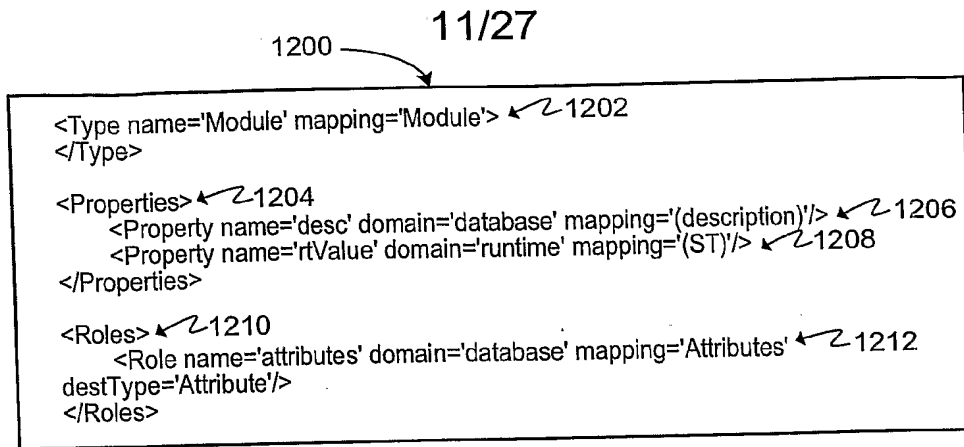 11/27
1200
<Type name='Module' mapping='Module'> 1202
</Type>
<Properties> 1204
<Property name='desc' domain='database' mapping='(description)'/> 1206
<Property name='rtValue' domain='runtime' mapping='(ST)'/> 1208
</Properties>
<Roles> 1210
<Role name='attributes' domain='database' mapping='Attributes' 1212
destType='Attribute'/>
</Roles>